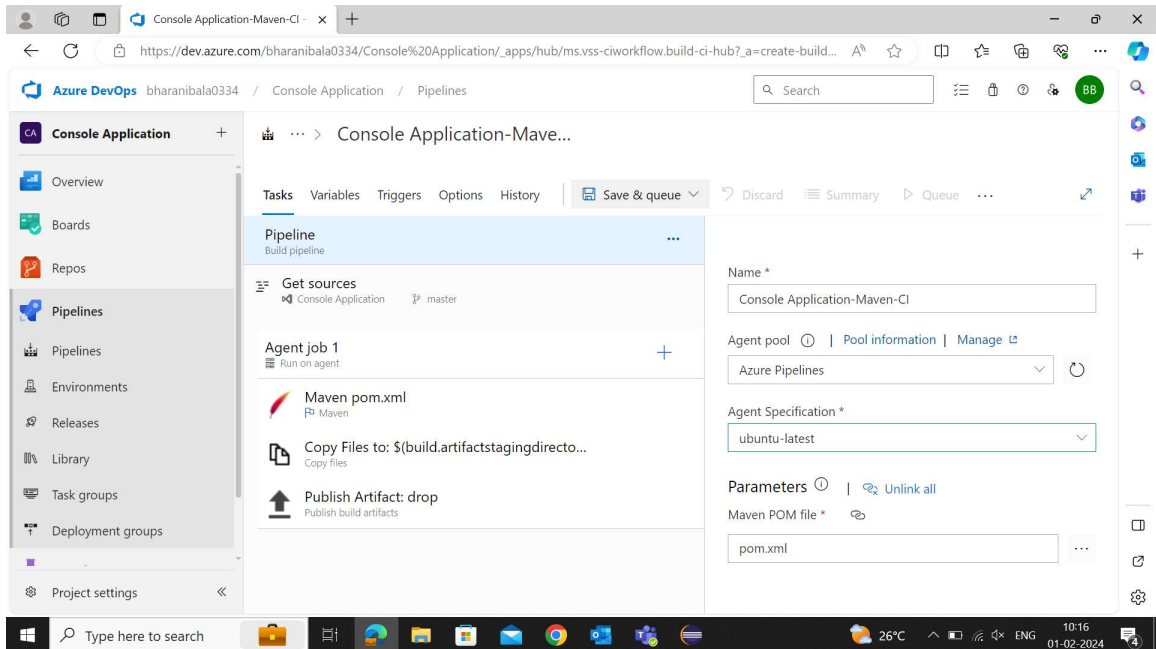 Console Application-Maven-CI -
https://dev.azure.com/bharanibala0334/Console%20Application/_apps/hub/ms.vss-ciworkflow.build-ci-hub?_a=create-build...
Azure DevOps bharanibala0334 / Console Application / Pipelines
Search
BB
CA Console Application
Console Application-Mave...
Overview
Boards
Repos
Pipelines
Pipelines
Environments
Releases
Library
Task groups
Deployment groups
Project settings
Tasks Variables Triggers Options History Save & queue Discard Summary Queue ...
Pipeline
Build pipeline
Get sources
Console Application master
Agent job 1
Run on agent
Maven pom.xml
Maven
Copy Files to: $(build.artifactstagingdirecto...
Copy files
Publish Artifact: drop
Publish build artifacts
Name *
Console Application-Maven-CI
Agent pool | Pool information | Manage
Azure Pipelines
Agent Specification *
ubuntu-latest
Parameters | Unlink all
Maven POM file *
pom.xml
Type here to search
26°C
ENG
10:16
01-02-2024
4